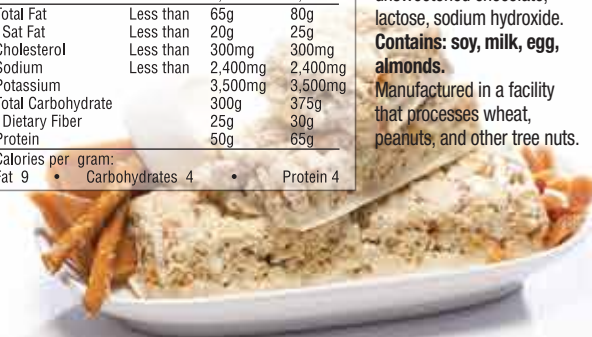 Total Fat Less than 65g 80g
Sat Fat Less than 20g 25g
Cholesterol Less than 300mg 300mg
Sodium Less than 2,400mg 2,400mg
Potassium 3,500mg 3,500mg
Total Carbohydrate 300g 375g
Dietary Fiber 25g 30g
Protein 50g 65g
Calories per gram:
Fat 9 • Carbohydrates 4 • Protein 4
lactose, sodium hydroxide.
Contains: soy, milk, egg,
almonds.
Manufactured in a facility
that processes wheat,
peanuts, and other tree nuts.